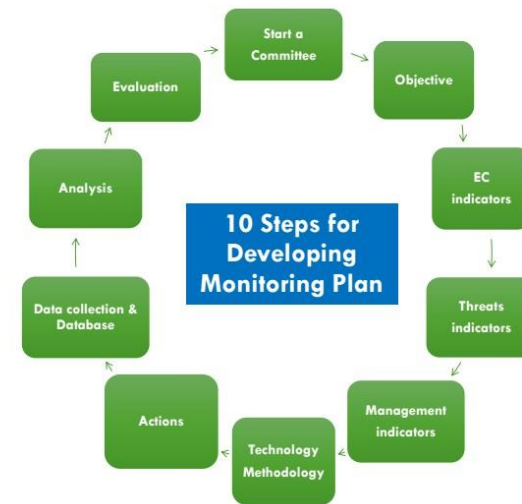 Start a
Committee
Objective
EC
indicators
Threats
indicators
Management
indicators
Technology
Methodology
Actions
Data collection &
Database
Analysis
Evaluation
10 Steps for
Developing
Monitoring Plan